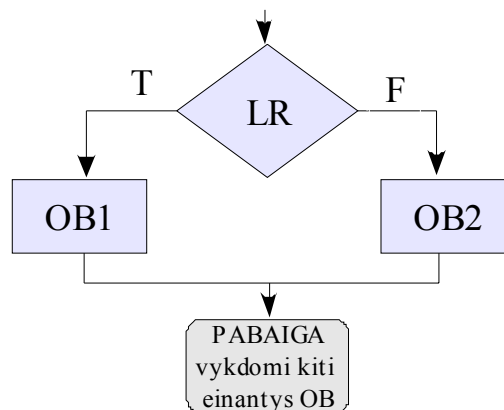 T
LR
F
OB1
OB2
PABAIGA
vykdomi kiti
einantys OB